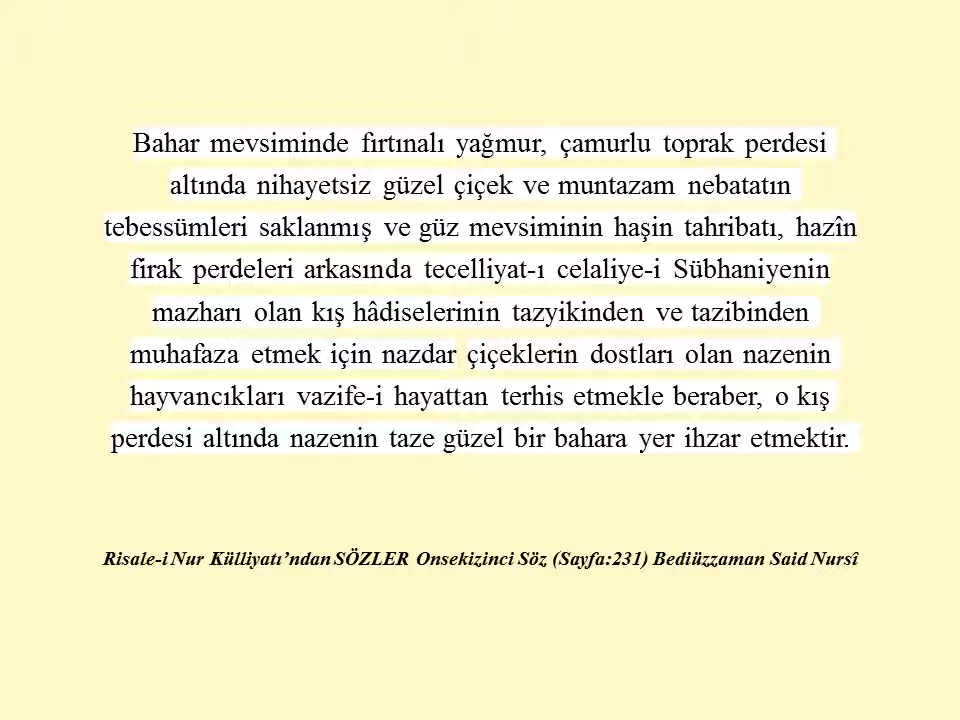 Bahar mevsiminde fırtınalı yağmur, çamurlu toprak perdesi
altında nihayetsiz güzel çiçek ve muntazam nebatatın
tebessümleri saklanmış ve güz mevsiminin haşin tahribatı, hazîn
firak perdeleri arkasında tecelliyat-ı celaliye-i Sübhaniyenin
mazharı olan kış hâdiselerinin tazyikinden ve tazibinden
muhafaza etmek için nazdar çiçeklerin dostları olan nazenin
hayvancıkları vazife-i hayattan terhis etmekle beraber, o kış
perdesi altında nazenin taze güzel bir bahara yer ihzar etmektir.
Risale-i Nur Külliyatı’ndan SÖZLER Onsekizinci Söz (Sayfa:231) Bediüzzaman Said Nursî